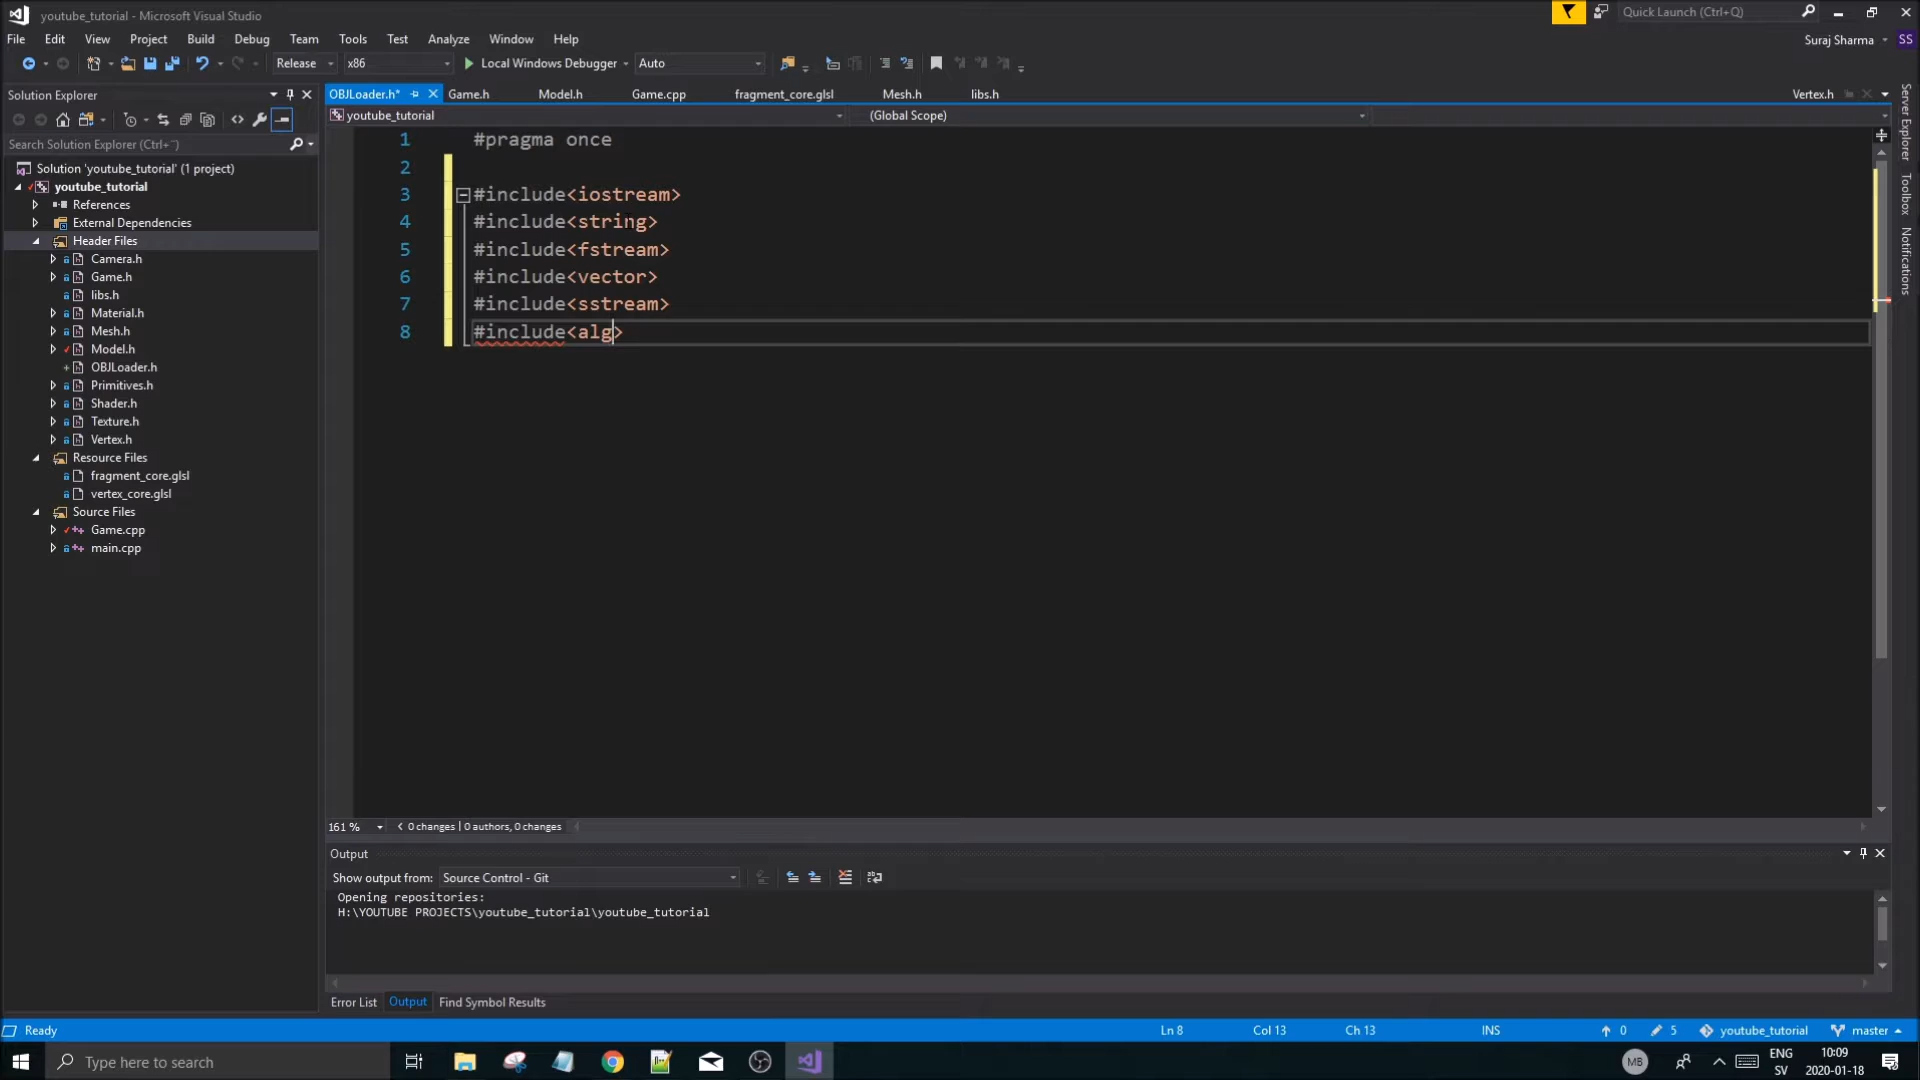 youtube_tutorial - Microsoft Visual Studio
Quick Launch (Ctrl+Q)
File Edit View Project Build Debug Team Tools Test Analyze Window Help
Suraj Sharma SS
Release x86 Local Windows Debugger Auto
Solution Explorer
OBJLoader.h* Game.h Model.h Game.cpp fragment_core.glsl Mesh.h libs.h Vertex.h
youtube_tutorial (Global Scope)
Search Solution Explorer (Ctrl+¨)
Solution 'youtube_tutorial' (1 project)
youtube_tutorial
References
External Dependencies
Header Files
Camera.h
Game.h
libs.h
Material.h
Mesh.h
Model.h
OBJLoader.h
Primitives.h
Shader.h
Texture.h
Vertex.h
Resource Files
fragment_core.glsl
vertex_core.glsl
Source Files
Game.cpp
main.cpp
1 #pragma once
2
3 #include<iostream>
4 #include<string>
5 #include<fstream>
6 #include<vector>
7 #include<sstream>
8 #include<alg>
Server Explorer
Toolbox
Notifications
161 % 0 changes | 0 authors, 0 changes
Output
Show output from: Source Control - Git
Opening repositories:
H:\YOUTUBE PROJECTS\youtube_tutorial\youtube_tutorial
Error List Output Find Symbol Results
Ready Ln 8 Col 13 Ch 13 INS 0 5 youtube_tutorial master
Type here to search
MB
ENG
SV
10:09
2020-01-18